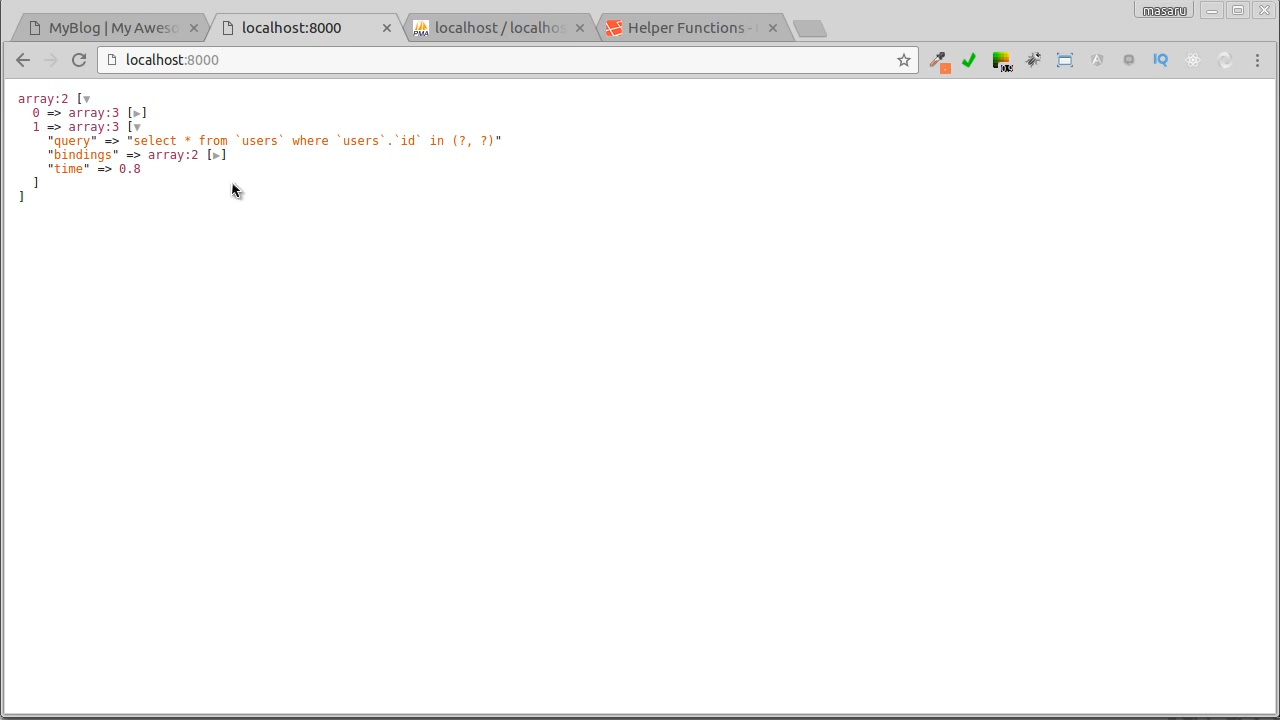 masaru
MyBlog | My Aweso
localhost:8000
localhost / localhos
Helper Functions -
localhost:8000
IQ
array:2 [▼
  0 => array:3 [▶]
  1 => array:3 [▼
    "query" => "select * from `users` where `users`.`id` in (?, ?)"
    "bindings" => array:2 [▶]
    "time" => 0.8
  ]
]